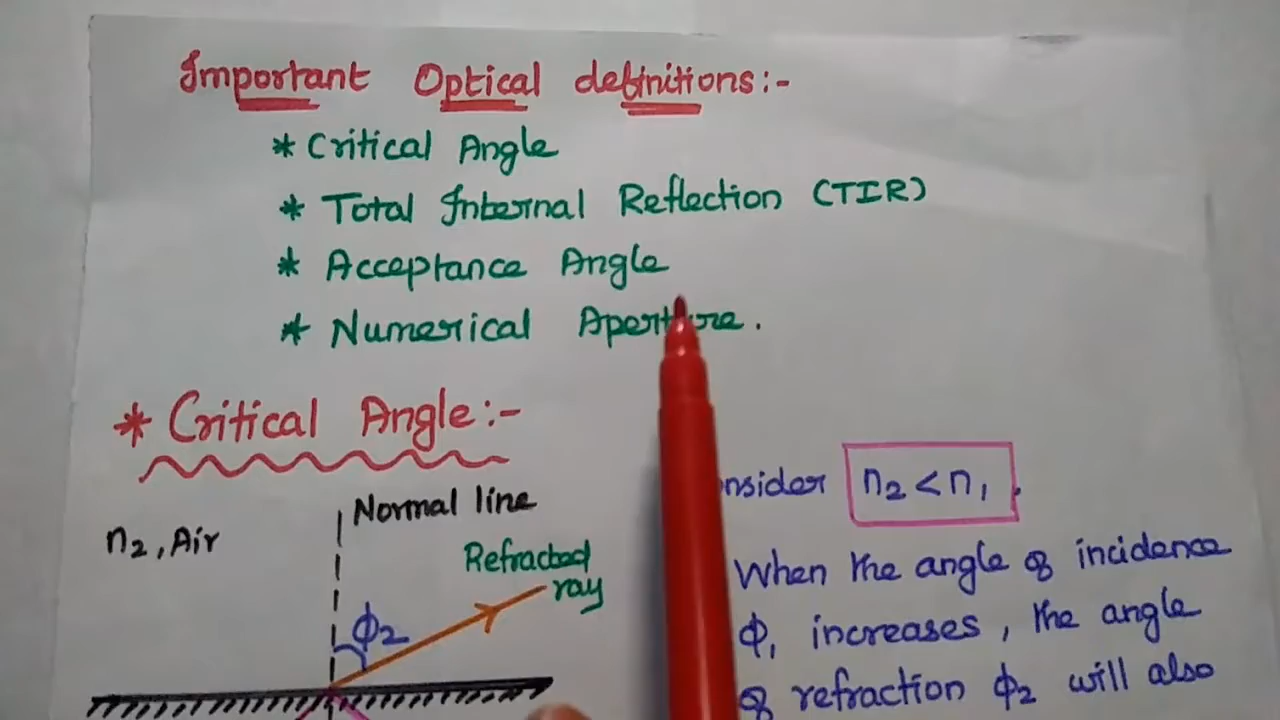 Important Optical definitions:-
* Critical Angle
* Total Internal Reflection (TIR)
* Acceptance Angle
* Numerical Aperture.
* Critical Angle:-
n2, Air
Normal line
Refracted
ray
ϕ2
n2 < n1.
When the angle of incidence
ϕ1 increases, the angle
of refraction ϕ2 will also